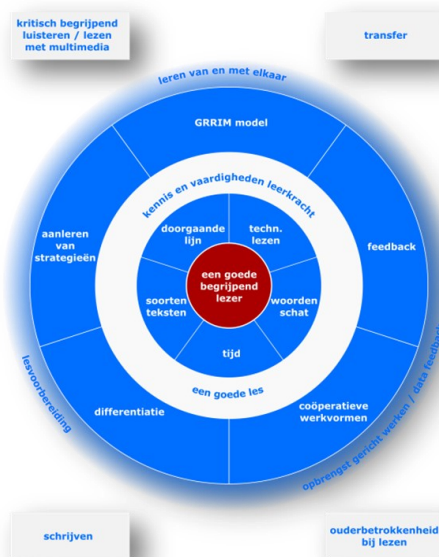 kritisch begrijpend
luisteren / lezen
met multimedia
transfer
leren van en met elkaar
GRRIM model
kennis en vaardigheden leerkracht
aanleren
van
strategieën
doorgaande
lijn
techn.
lezen
feedback
een goede
begrijpend
lezer
soorten
teksten
woorden
schat
tijd
een goede les
lesvoorbereiding
differentiatie
coöperatieve
werkvormen
opbrengst gericht werken / data feedback
schrijven
ouderbetrokkenheid
bij lezen